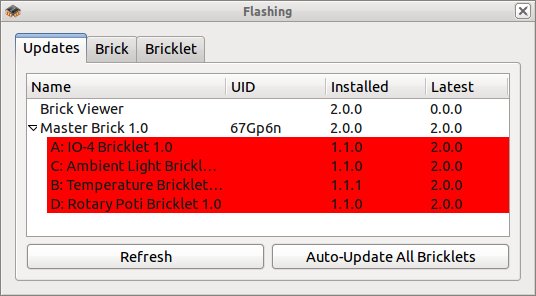 Flashing
Updates Brick Bricklet
Name UID Installed Latest
Brick Viewer 2.0.0 0.0.0
Master Brick 1.0 67Gp6n 2.0.0 2.0.0
A: IO-4 Bricklet 1.0 1.1.0 2.0.0
C: Ambient Light Brickl... 1.1.0 2.0.0
B: Temperature Bricklet... 1.1.1 2.0.0
D: Rotary Poti Bricklet 1.0 1.1.0 2.0.0
Refresh Auto-Update All Bricklets